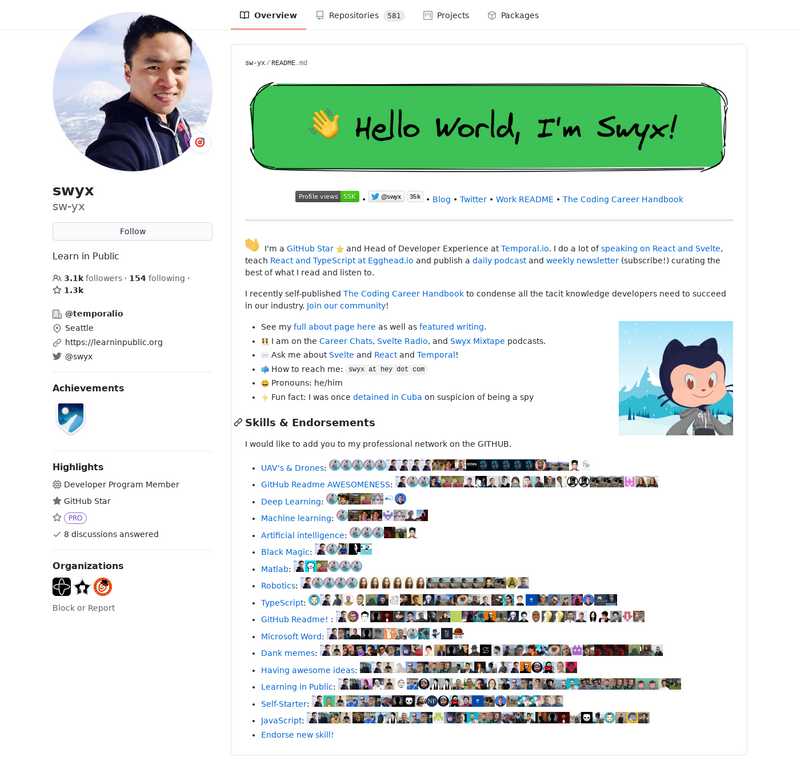 Overview
Repositories 581
Projects
Packages
swyx
sw-yx
Follow
Learn in Public
3.1k followers · 154 following ·
1.3k
@temporalio
Seattle
https://learninpublic.org
@swyx
Achievements
Highlights
Developer Program Member
GitHub Star
PRO
8 discussions answered
Organizations
Block or Report
sw-yx/README.md
👋 Hello World, I'm Swyx!
Profile views 55K • @swyx 35k • Blog • Twitter • Work README • The Coding Career Handbook
👋 I'm a GitHub Star ⭐ and Head of Developer Experience at Temporal.io. I do a lot of speaking on React and Svelte,
teach React and TypeScript at Egghead.io and publish a daily podcast and weekly newsletter (subscribe!) curating the
best of what I read and listen to.
I recently self-published The Coding Career Handbook to condense all the tacit knowledge developers need to succeed
in our industry. Join our community!
• See my full about page here as well as featured writing.
• I am on the Career Chats, Svelte Radio, and Swyx Mixtape podcasts.
• 💬 Ask me about Svelte and React and Temporal!
• 📫 How to reach me: swyx at hey dot com
• 😄 Pronouns: he/him
• ⚡ Fun fact: I was once detained in Cuba on suspicion of being a spy
Skills & Endorsements
I would like to add you to my professional network on the GITHUB.
• UAV's & Drones:
• GitHub Readme AWESOMENESS:
• Deep Learning:
• Machine learning:
• Artificial intelligence:
• Black Magic:
• Matlab:
• Robotics:
• TypeScript:
• GitHub Readme! :
• Microsoft Word:
• Dank memes:
• Having awesome ideas:
• Learning in Public:
• Self-Starter:
• JavaScript:
• Endorse new skill!